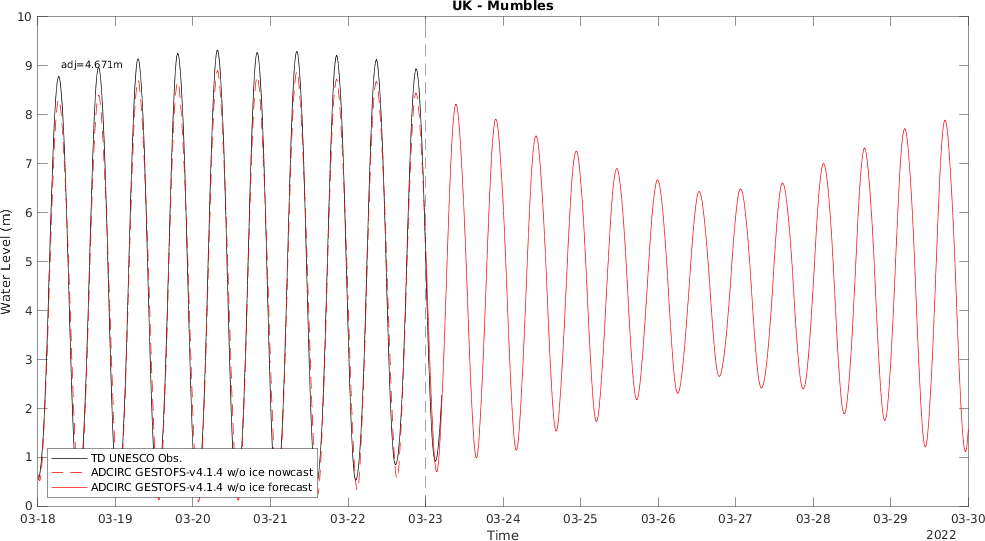 UK - Mumbles
10
9
8
7
6
5
4
3
2
1
0
Water Level (m)
adj=4.671m
TD UNESCO Obs.
ADCIRC GESTOFS-v4.1.4 w/o ice nowcast
ADCIRC GESTOFS-v4.1.4 w/o ice forecast
03-18 03-19 03-20 03-21 03-22 03-23 03-24 03-25 03-26 03-27 03-28 03-29 03-30
Time
2022